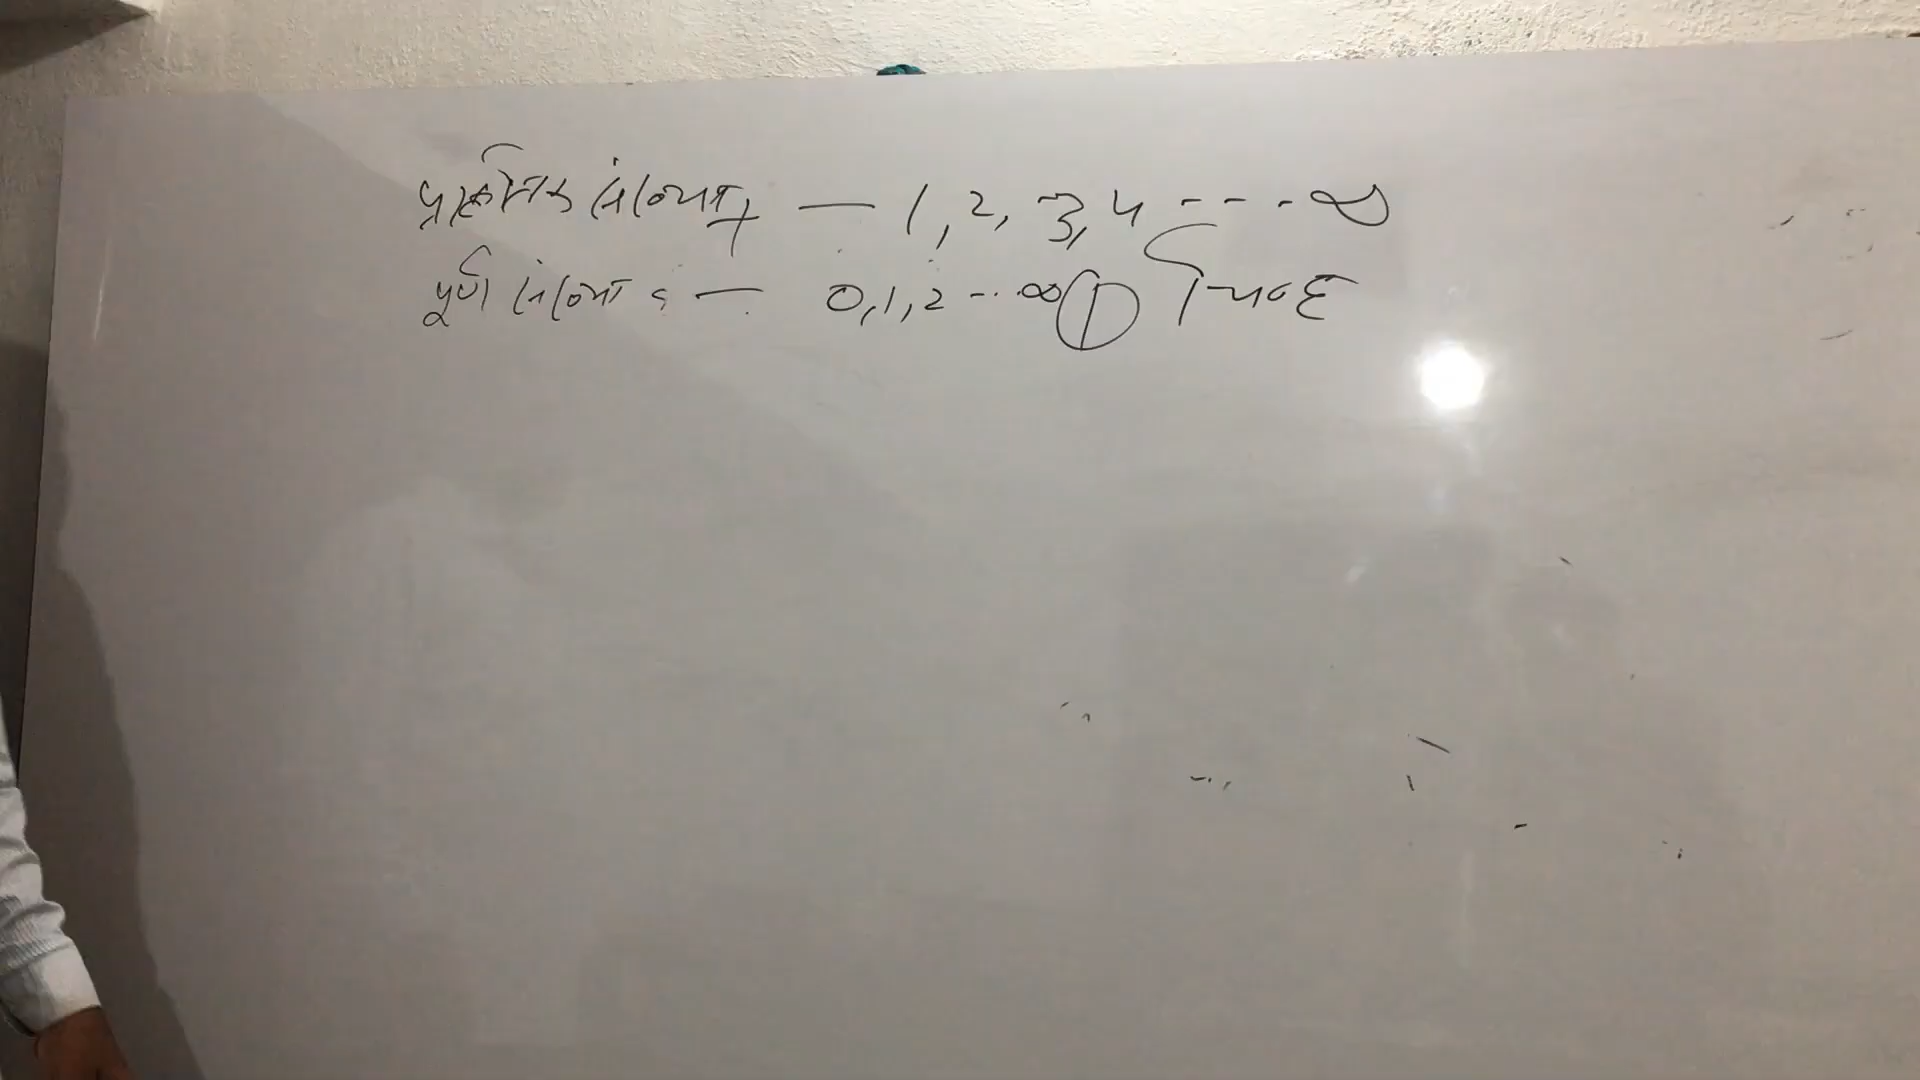 प्राकृतिक संख्याएं — 1, 2, 3, 4 - - - - ∞
पूर्ण संख्याएं — 0, 1, 2 - .. ∞